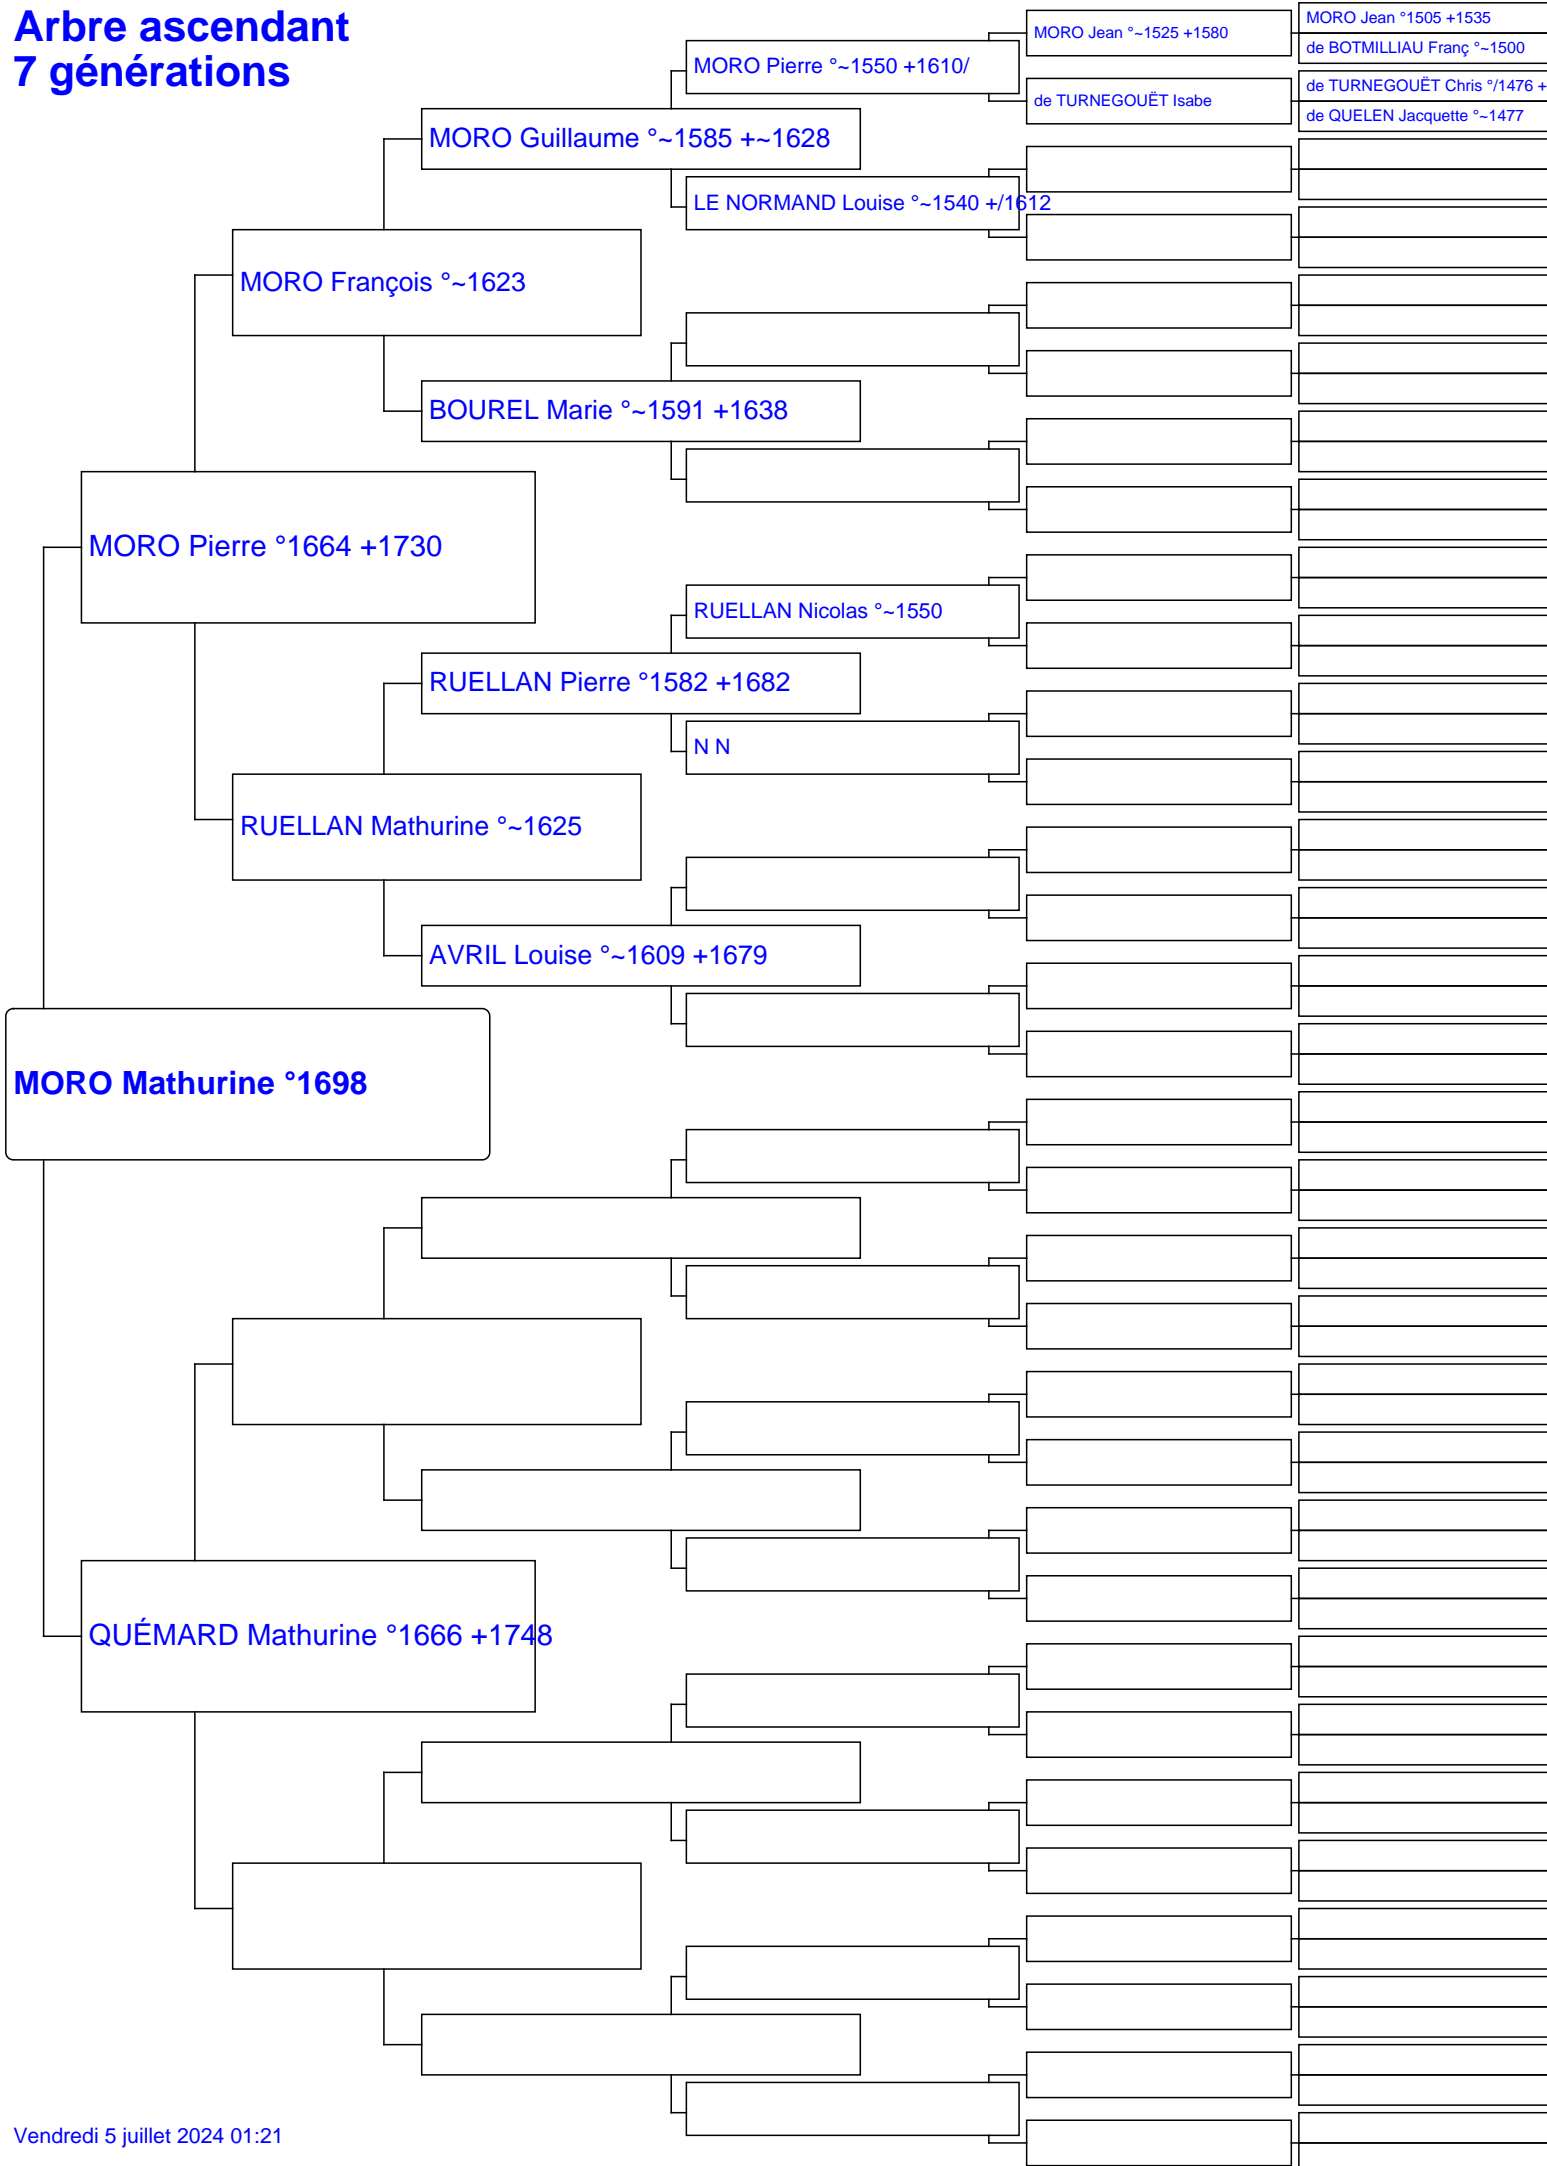 Arbre ascendant
7 générations
MORO Jean °1505 +1535
MORO Jean °~1525 +1580
de BOTMILLIAU Franç °~1500
MORO Pierre °~1550 +1610/
de TURNEGOUËT Chris °/1476 +
de TURNEGOUËT Isabe
de QUELEN Jacquette °~1477
MORO Guillaume °~1585 +~1628
LE NORMAND Louise °~1540 +/1612
MORO François °~1623
BOUREL Marie °~1591 +1638
MORO Pierre °1664 +1730
RUELLAN Nicolas °~1550
RUELLAN Pierre °1582 +1682
N N
RUELLAN Mathurine °~1625
AVRIL Louise °~1609 +1679
MORO Mathurine °1698
QUÉMARD Mathurine °1666 +1748
Vendredi 5 juillet 2024 01:21